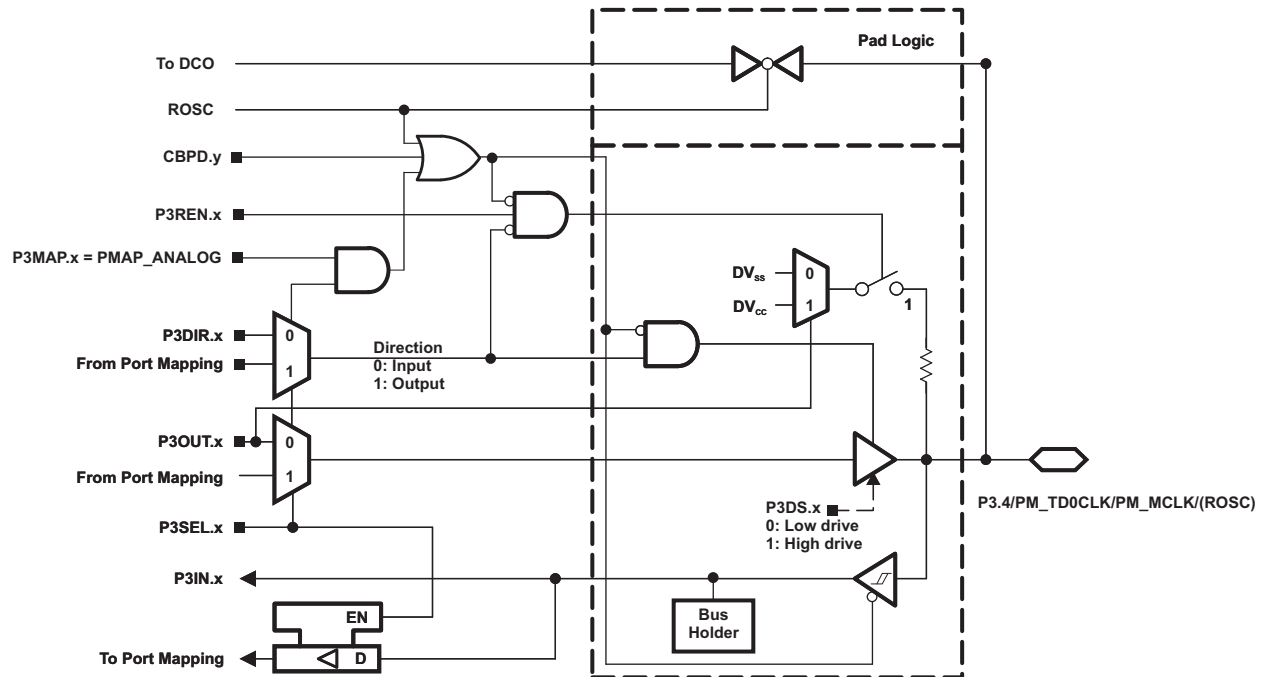 Pad Logic
To DCO
ROSC
CBPD.y
P3REN.x
P3MAP.x = PMAP_ANALOG
DVss
0
DVcc
1
1
P3DIR.x
0
From Port Mapping
1
Direction
0: Input
1: Output
P3OUT.x
0
From Port Mapping
1
P3SEL.x
P3DS.x
0: Low drive
1: High drive
P3.4/PM_TD0CLK/PM_MCLK/(ROSC)
P3IN.x
Bus
Holder
EN
To Port Mapping
D